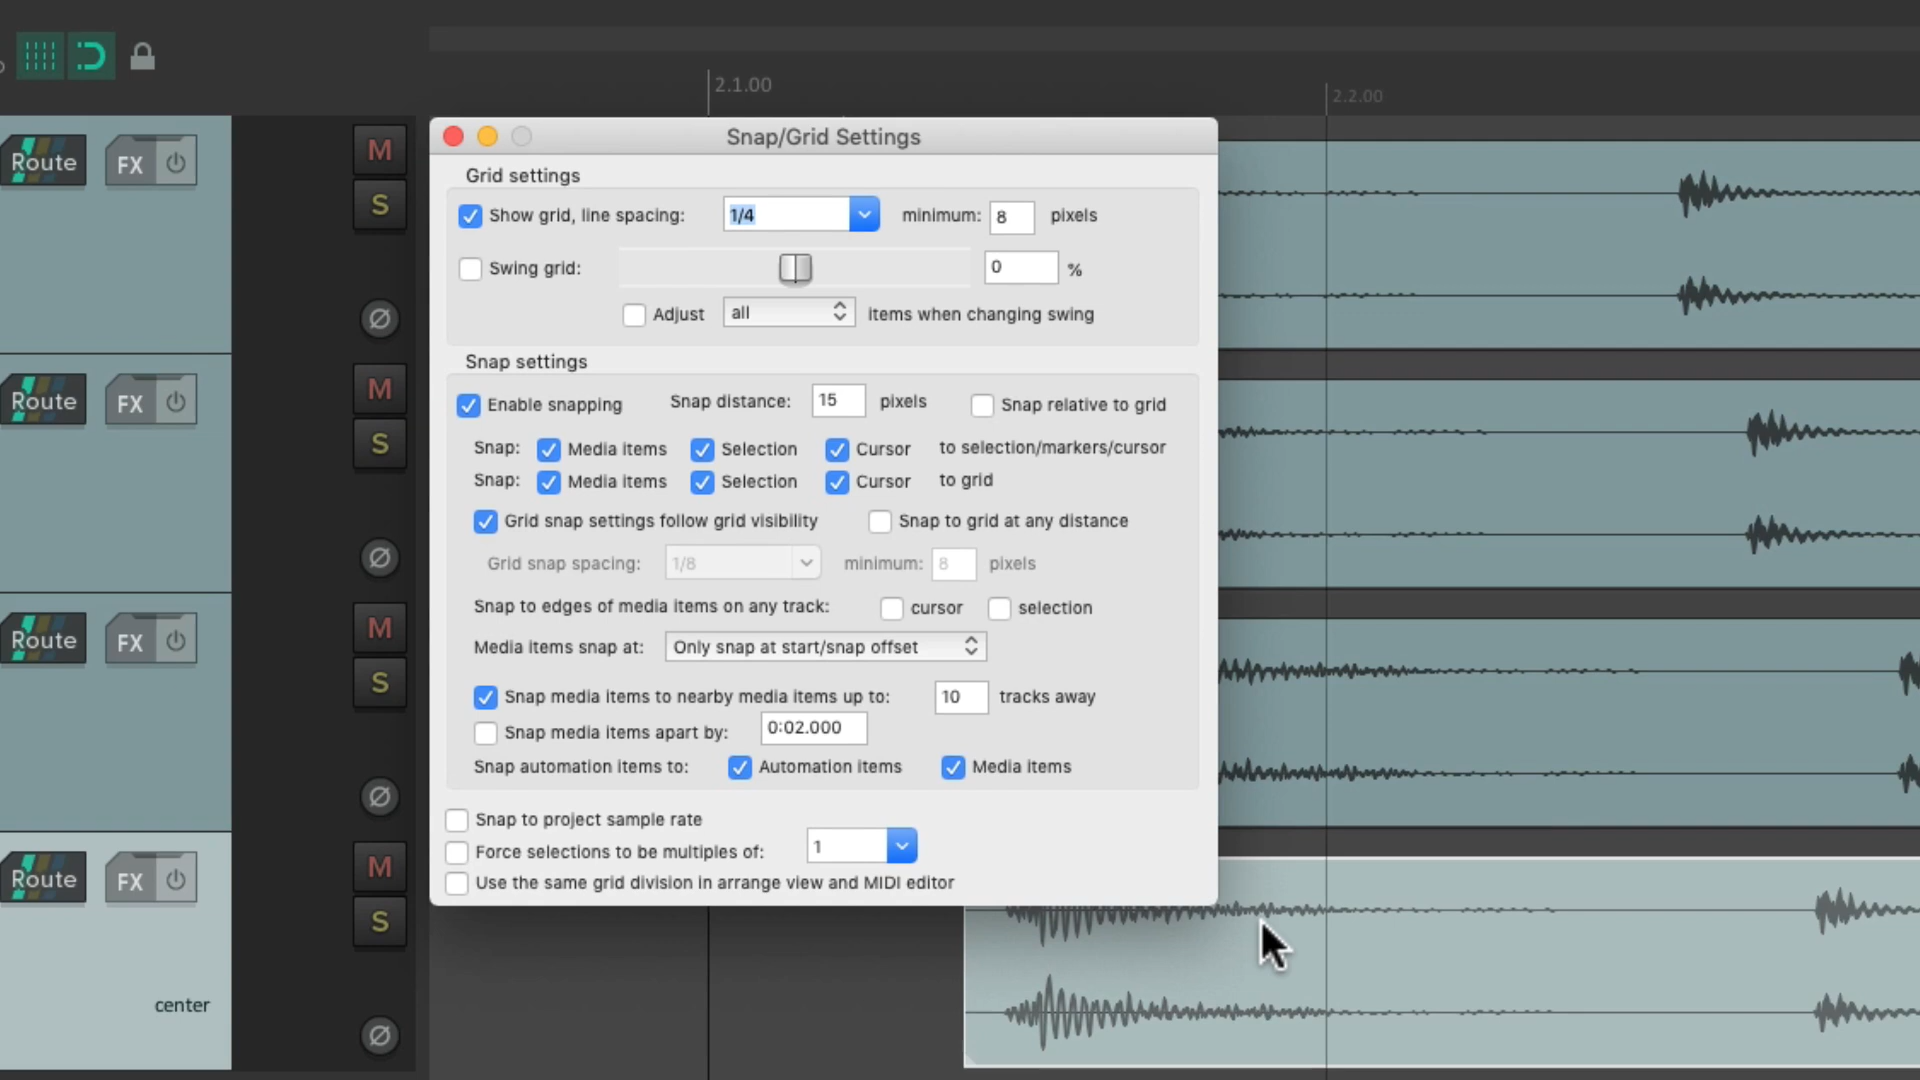 2.1.00
2.2.00
Snap/Grid Settings
Grid settings
Show grid, line spacing: 1/4 minimum: 8 pixels
Swing grid: 0 %
Adjust all items when changing swing
Snap settings
Enable snapping Snap distance: 15 pixels Snap relative to grid
Snap: Media items Selection Cursor to selection/markers/cursor
Snap: Media items Selection Cursor to grid
Grid snap settings follow grid visibility Snap to grid at any distance
Grid snap spacing: 1/8 minimum: 8 pixels
Snap to edges of media items on any track: cursor selection
Media items snap at: Only snap at start/snap offset
Snap media items to nearby media items up to: 10 tracks away
Snap media items apart by: 0:02.000
Snap automation items to: Automation items Media items
Snap to project sample rate
Force selections to be multiples of: 1
Use the same grid division in arrange view and MIDI editor
Route FX M
S
Route FX M
S
Route FX M
S
Route FX M
S
center